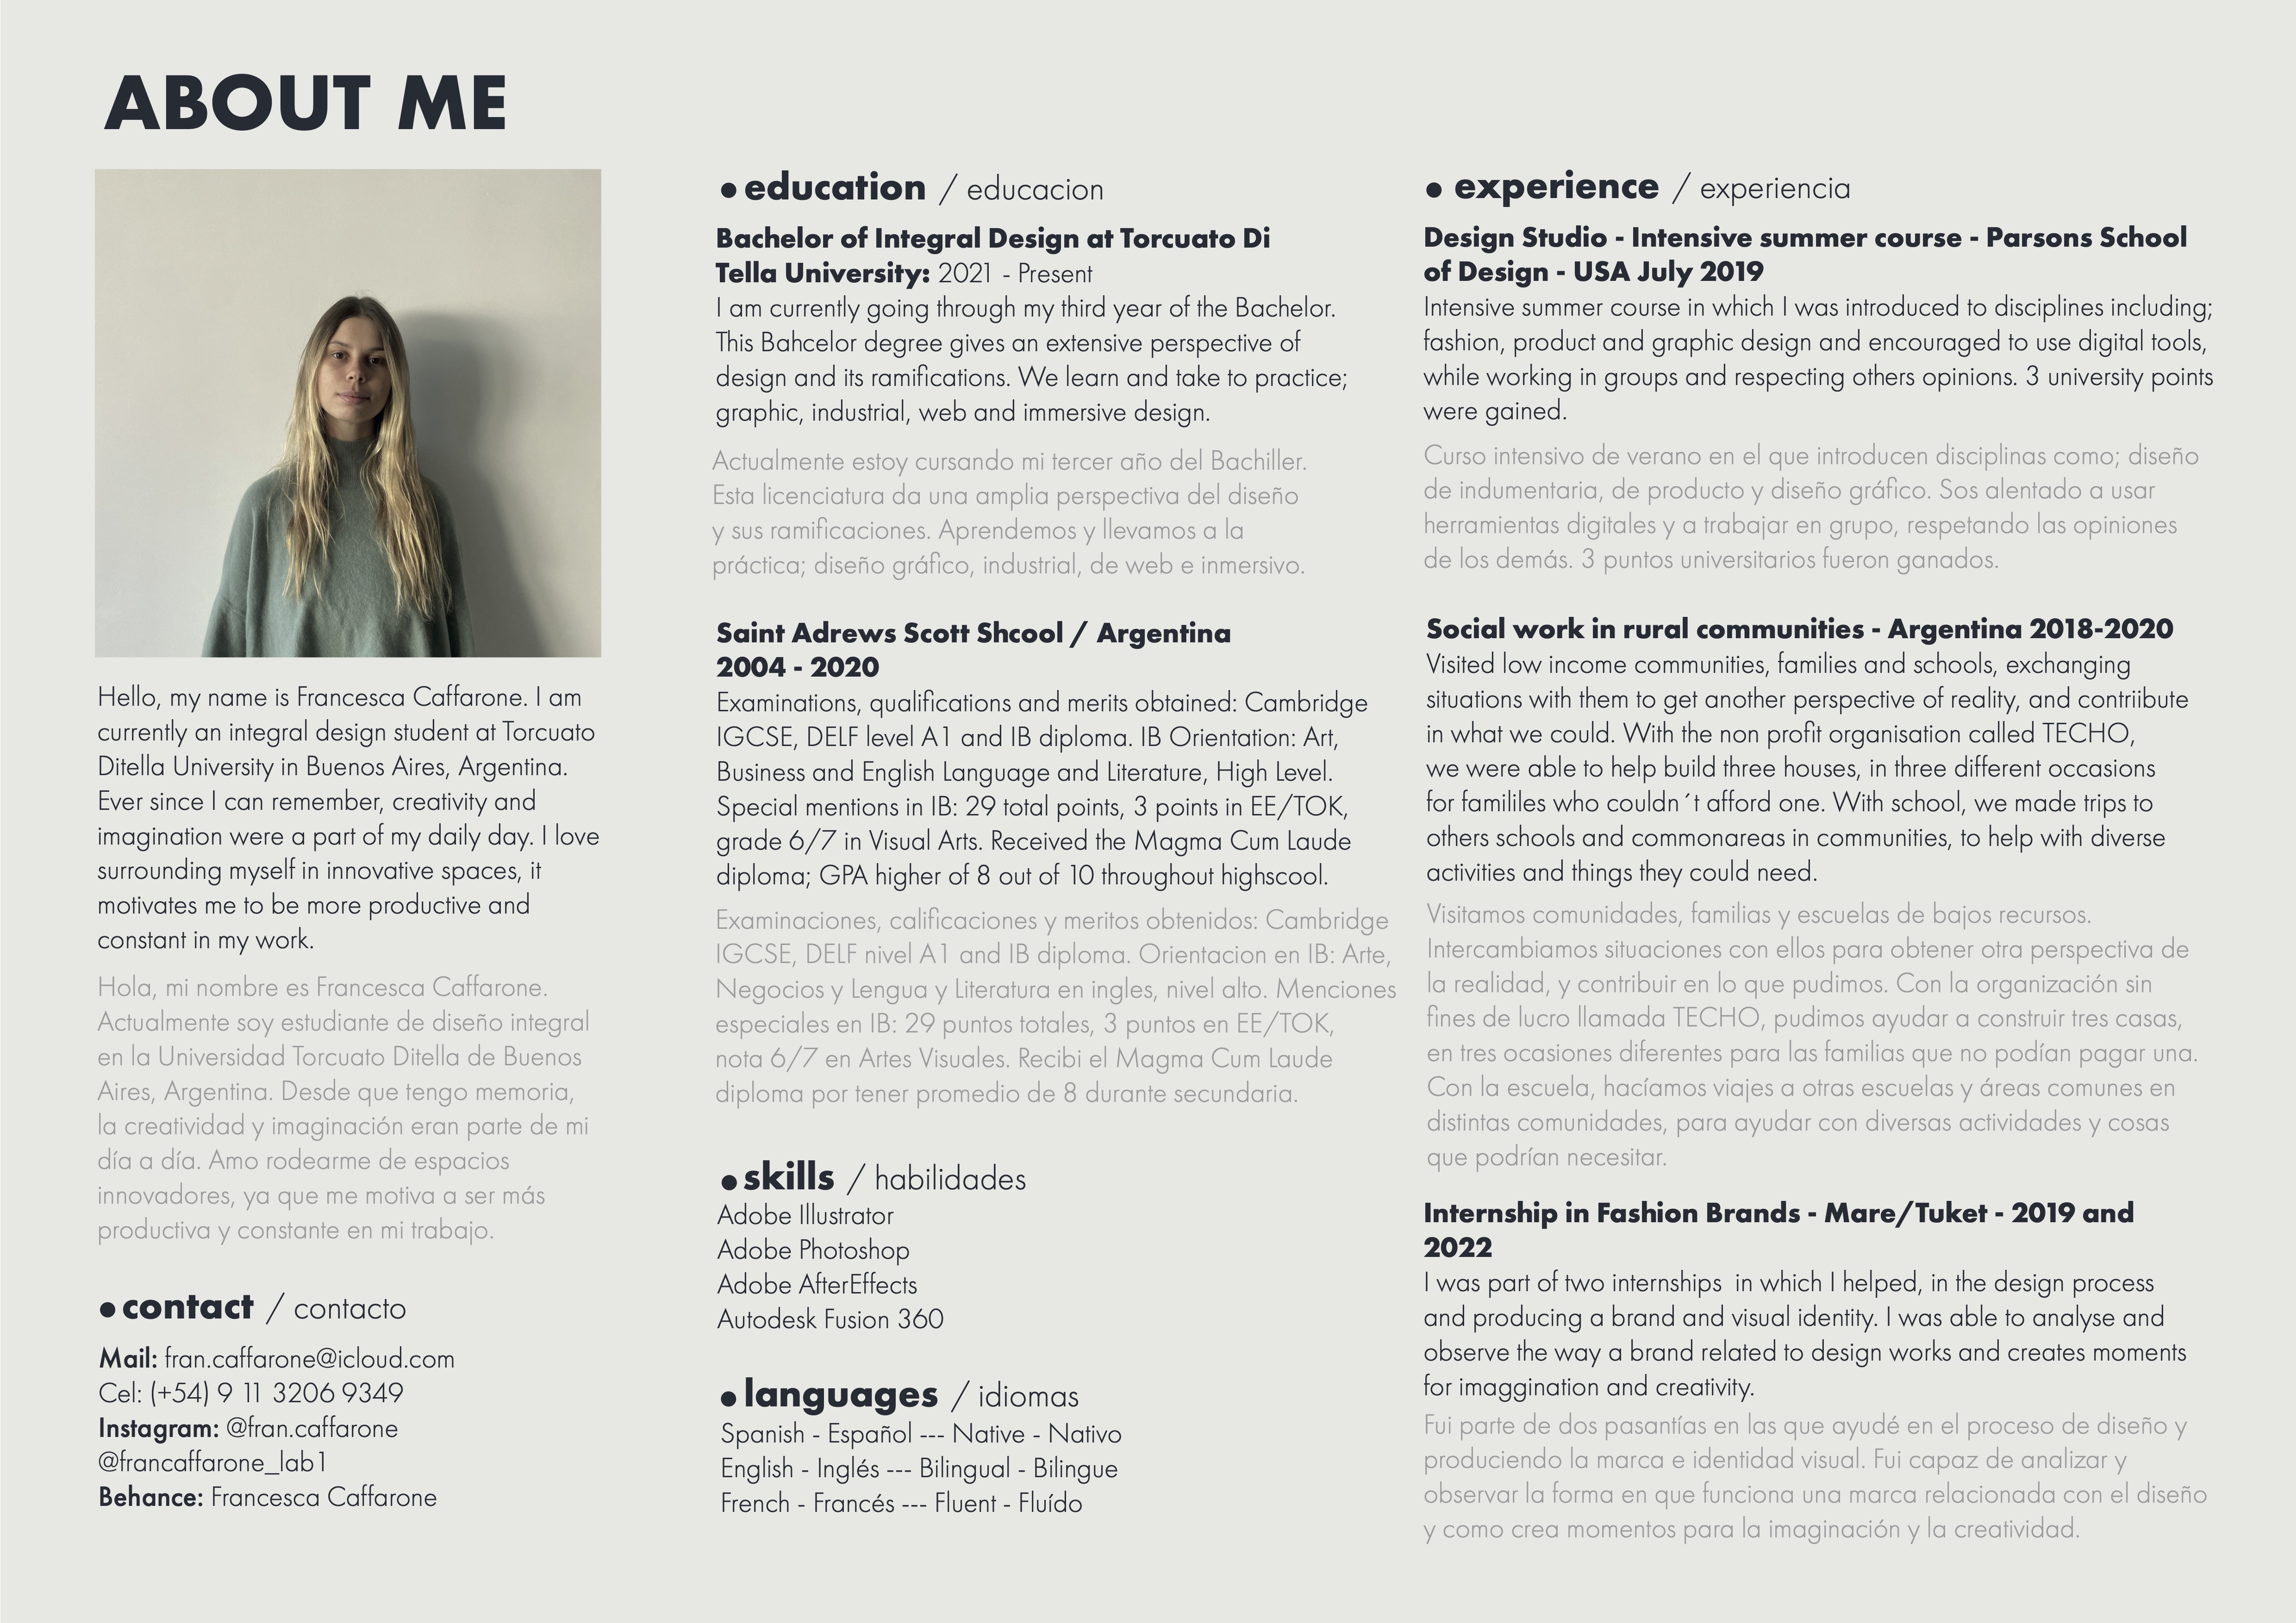 ABOUT ME
Hello, my name is Francesca Caffarone. I am
currently an integral design student at Torcuato
Ditella University in Buenos Aires, Argentina.
Ever since I can remember, creativity and
imagination were a part of my daily day. I love
surrounding myself in innovative spaces, it
motivates me to be more productive and
constant in my work.
Hola, mi nombre es Francesca Caffarone.
Actualmente soy estudiante de diseño integral
en la Universidad Torcuato Ditella de Buenos
Aires, Argentina. Desde que tengo memoria,
la creatividad y imaginación eran parte de mi
día a día. Amo rodearme de espacios
innovadores, ya que me motiva a ser más
productiva y constante en mi trabajo.
• contact / contacto
Mail: fran.caffarone@icloud.com
Cel: (+54) 9 11 3206 9349
Instagram: @fran.caffarone
@francaffarone_lab1
Behance: Francesca Caffarone
• education / educacion
Bachelor of Integral Design at Torcuato Di
Tella University: 2021 - Present
I am currently going through my third year of the Bachelor.
This Bahcelor degree gives an extensive perspective of
design and its ramifications. We learn and take to practice;
graphic, industrial, web and immersive design.
Actualmente estoy cursando mi tercer año del Bachiller.
Esta licenciatura da una amplia perspectiva del diseño
y sus ramificaciones. Aprendemos y llevamos a la
práctica; diseño gráfico, industrial, de web e inmersivo.
Saint Adrews Scott Shcool / Argentina
2004 - 2020
Examinations, qualifications and merits obtained: Cambridge
IGCSE, DELF level A1 and IB diploma. IB Orientation: Art,
Business and English Language and Literature, High Level.
Special mentions in IB: 29 total points, 3 points in EE/TOK,
grade 6/7 in Visual Arts. Received the Magma Cum Laude
diploma; GPA higher of 8 out of 10 throughout highscool.
Examinaciones, calificaciones y meritos obtenidos: Cambridge
IGCSE, DELF nivel A1 and IB diploma. Orientacion en IB: Arte,
Negocios y Lengua y Literatura en ingles, nivel alto. Menciones
especiales en IB: 29 puntos totales, 3 puntos en EE/TOK,
nota 6/7 en Artes Visuales. Recibi el Magma Cum Laude
diploma por tener promedio de 8 durante secundaria.
• skills / habilidades
Adobe Illustrator
Adobe Photoshop
Adobe AfterEffects
Autodesk Fusion 360
• languages / idiomas
Spanish - Español --- Native - Nativo
English - Inglés --- Bilingual - Bilingue
French - Francés --- Fluent - Fluído
• experience / experiencia
Design Studio - Intensive summer course - Parsons School
of Design - USA July 2019
Intensive summer course in which I was introduced to disciplines including;
fashion, product and graphic design and encouraged to use digital tools,
while working in groups and respecting others opinions. 3 university points
were gained.
Curso intensivo de verano en el que introducen disciplinas como; diseño
de indumentaria, de producto y diseño gráfico. Sos alentado a usar
herramientas digitales y a trabajar en grupo, respetando las opiniones
de los demás. 3 puntos universitarios fueron ganados.
Social work in rural communities - Argentina 2018-2020
Visited low income communities, families and schools, exchanging
situations with them to get another perspective of reality, and contriibute
in what we could. With the non profit organisation called TECHO,
we were able to help build three houses, in three different occasions
for famililes who couldn´t afford one. With school, we made trips to
others schools and commonareas in communities, to help with diverse
activities and things they could need.
Visitamos comunidades, familias y escuelas de bajos recursos.
Intercambiamos situaciones con ellos para obtener otra perspectiva de
la realidad, y contribuir en lo que pudimos. Con la organización sin
fines de lucro llamada TECHO, pudimos ayudar a construir tres casas,
en tres ocasiones diferentes para las familias que no podían pagar una.
Con la escuela, hacíamos viajes a otras escuelas y áreas comunes en
distintas comunidades, para ayudar con diversas actividades y cosas
que podrían necesitar.
Internship in Fashion Brands - Mare/Tuket - 2019 and
2022
I was part of two internships  in which I helped, in the design process
and producing a brand and visual identity. I was able to analyse and
observe the way a brand related to design works and creates moments
for imaggination and creativity.
Fui parte de dos pasantías en las que ayudé en el proceso de diseño y
produciendo la marca e identidad visual. Fui capaz de analizar y
observar la forma en que funciona una marca relacionada con el diseño
y como crea momentos para la imaginación y la creatividad.